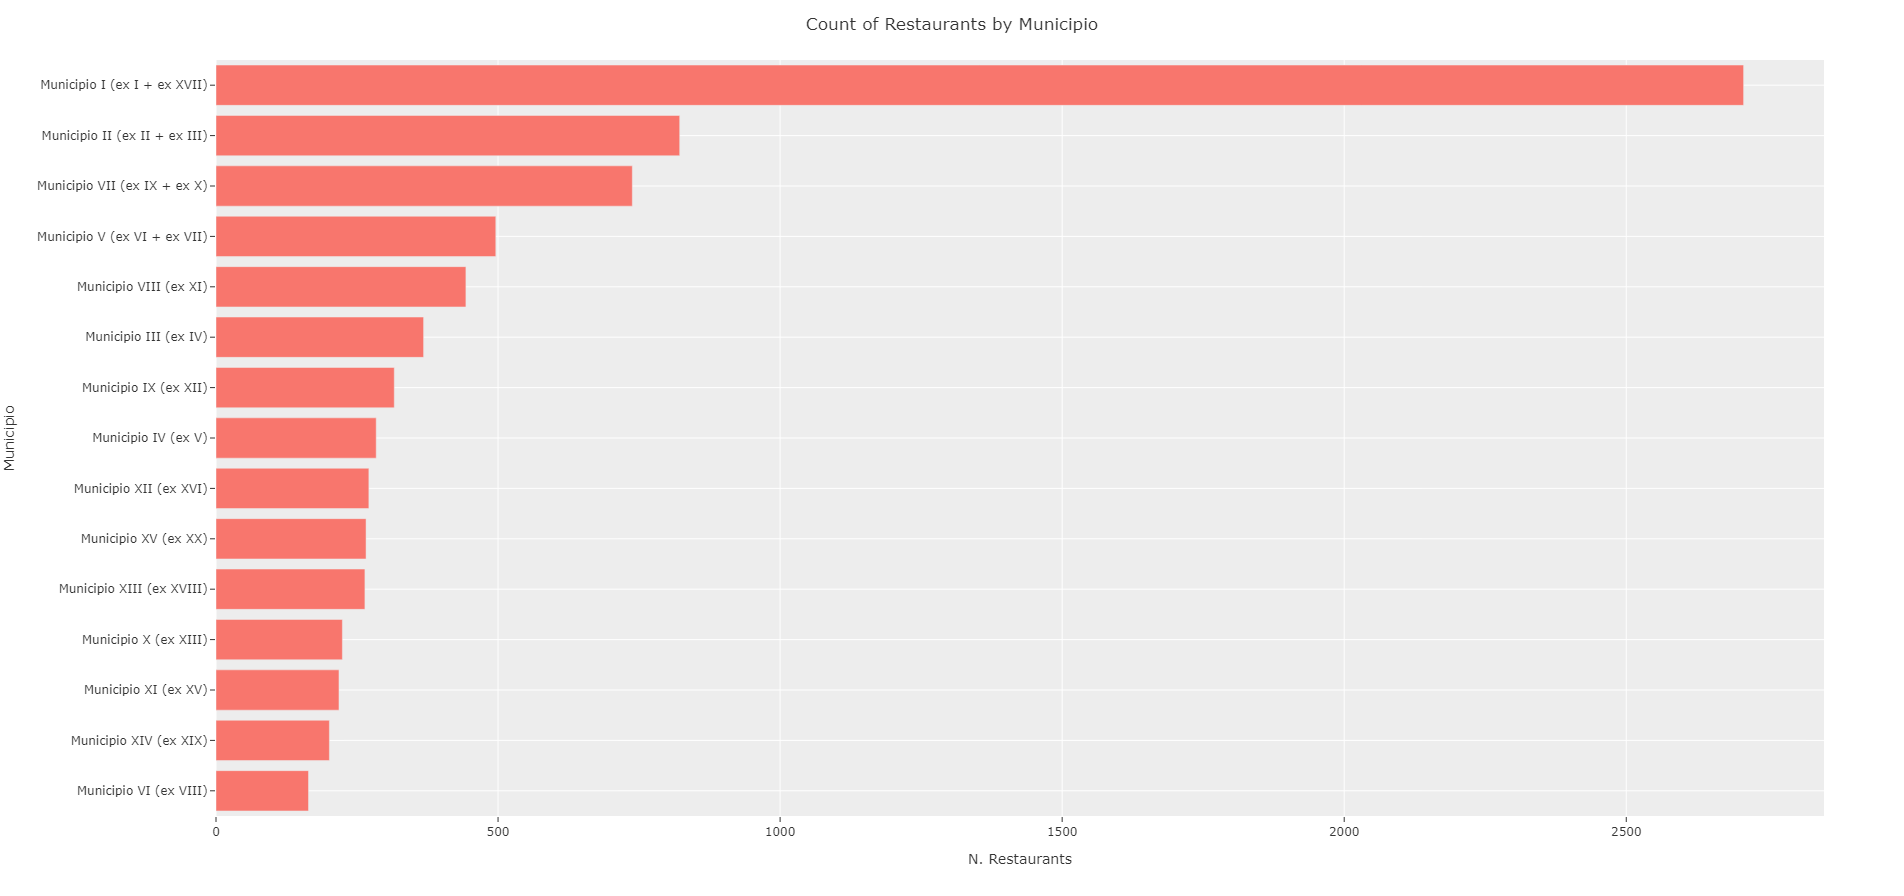 Count of Restaurants by Municipio
Municipio I (ex I + ex XVII)
Municipio II (ex II + ex III)
Municipio VII (ex IX + ex X)
Municipio V (ex VI + ex VII)
Municipio VIII (ex XI)
Municipio III (ex IV)
Municipio IX (ex XII)
Municipio IV (ex V)
Municipio XII (ex XVI)
Municipio XV (ex XX)
Municipio XIII (ex XVIII)
Municipio X (ex XIII)
Municipio XI (ex XV)
Municipio XIV (ex XIX)
Municipio VI (ex VIII)
Municipio
0 500 1000 1500 2000 2500
N. Restaurants